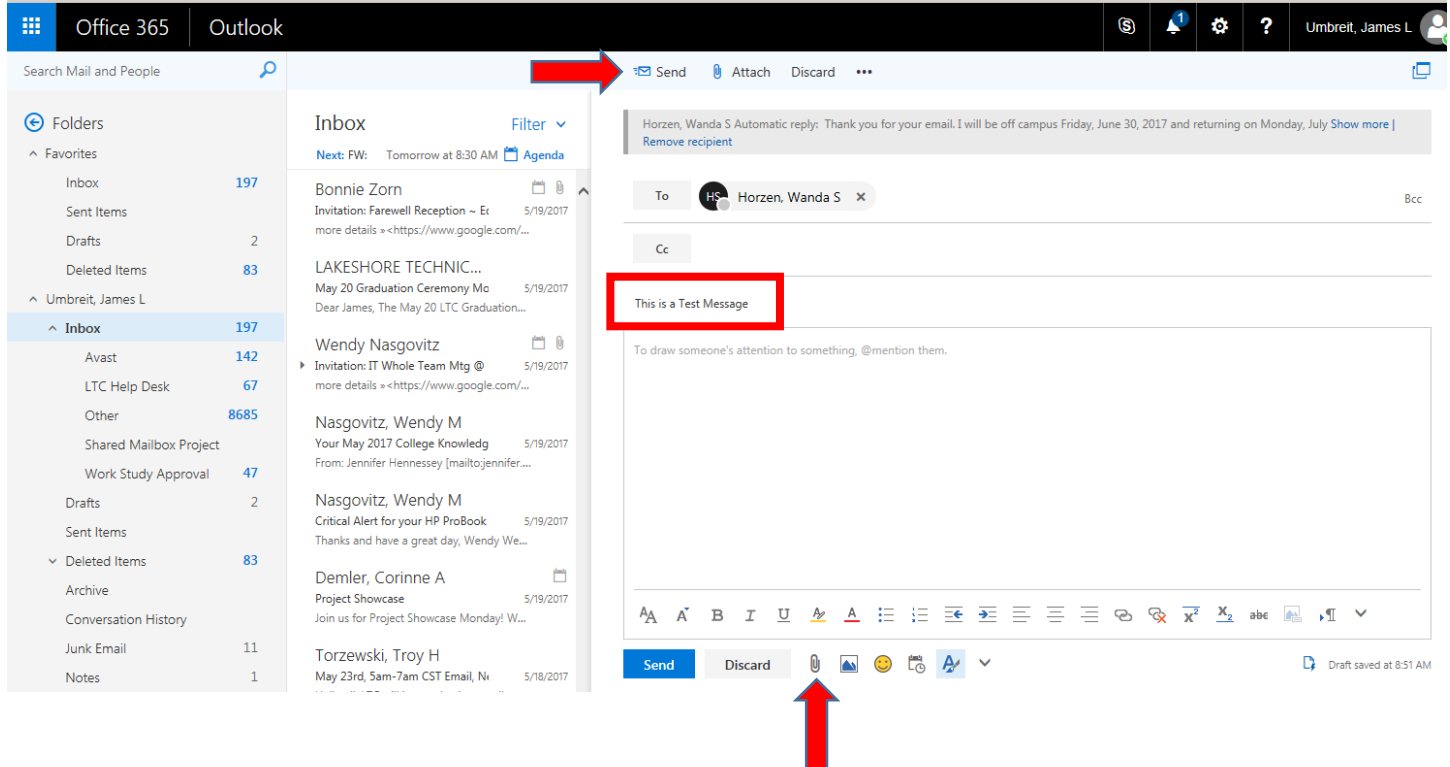 Office 365 Outlook 1 ? Umbreit, James L
Search Mail and People
Send Attach Discard •••
Folders
Favorites
Inbox 197
Sent Items
Drafts 2
Deleted Items 83
Umbreit, James L
Inbox 197
Avast 142
LTC Help Desk 67
Other 8685
Shared Mailbox Project
Work Study Approval 47
Drafts 2
Sent Items
Deleted Items 83
Archive
Conversation History
Junk Email 11
Notes 1
Inbox Filter
Next: FW: Tomorrow at 8:30 AM Agenda
Bonnie Zorn
Invitation: Farewell Reception ~ Ec 5/19/2017
more details »<https://www.google.com/...
LAKESHORE TECHNIC...
May 20 Graduation Ceremony Mo 5/19/2017
Dear James, The May 20 LTC Graduation...
Wendy Nasgovitz
Invitation: IT Whole Team Mtg @ 5/19/2017
more details »<https://www.google.com/...
Nasgovitz, Wendy M
Your May 2017 College Knowledg 5/19/2017
From: Jennifer Hennessey [mailto:jennifer....
Nasgovitz, Wendy M
Critical Alert for your HP ProBook 5/19/2017
Thanks and have a great day, Wendy We...
Demler, Corinne A
Project Showcase 5/19/2017
Join us for Project Showcase Monday! W...
Torzewski, Troy H
May 23rd, 5am-7am CST Email, Ne 5/18/2017
Horzen, Wanda S Automatic reply: Thank you for your email. I will be off campus Friday, June 30, 2017 and returning on Monday, July Show more |
Remove recipient
To HS Horzen, Wanda S × Bcc
Cc
This is a Test Message
To draw someone's attention to something, @mention them.
AA A B I U A A x² X₂ abc
Send Discard A Draft saved at 8:51 AM